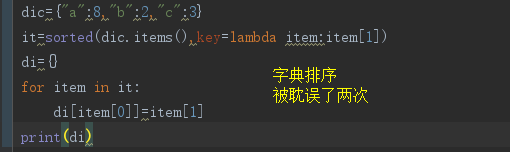 dic={"a":8,"b":2,"c":3}
it=sorted(dic.items(),key=lambda item:item[1])
di={}
for item in it:
    di[item[0]]=item[1]
print(di)
字典排序
被耽误了两次